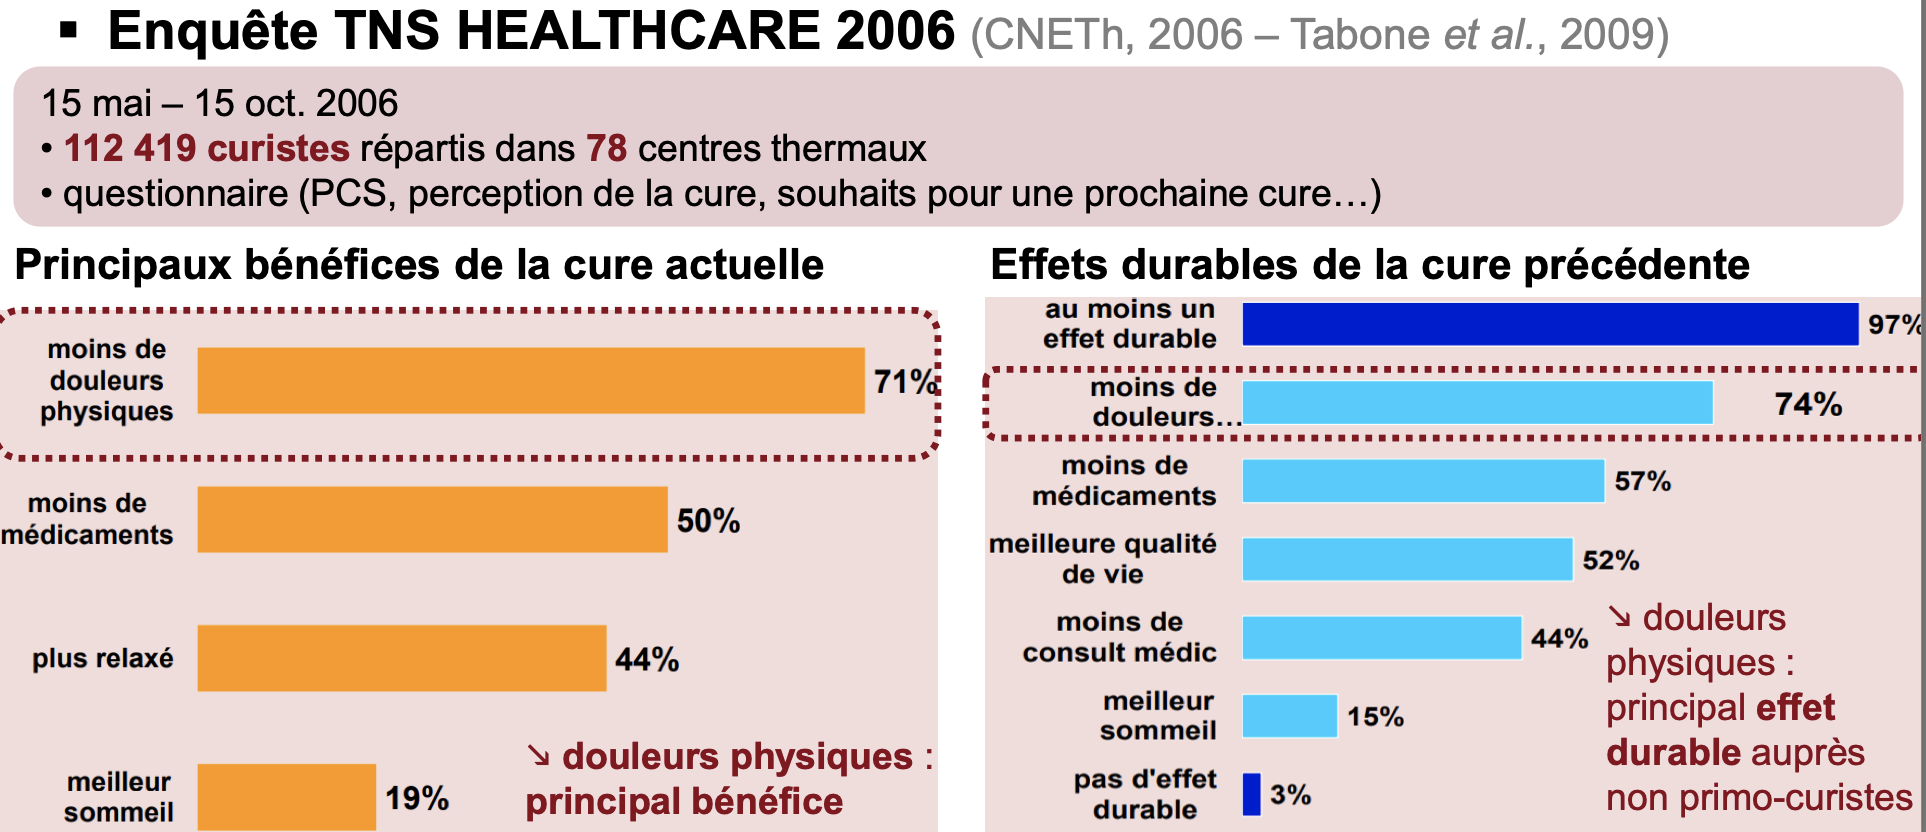 ▪ Enquête TNS HEALTHCARE 2006 (CNETh, 2006 – Tabone et al., 2009)
15 mai – 15 oct. 2006
• 112 419 curistes répartis dans 78 centres thermaux
• questionnaire (PCS, perception de la cure, souhaits pour une prochaine cure…)
Principaux bénéfices de la cure actuelle
moins de
douleurs
physiques
71%
moins de
médicaments
50%
plus relaxé
44%
meilleur
sommeil
19%
↘ douleurs physiques :
principal bénéfice
Effets durables de la cure précédente
au moins un
effet durable
97%
moins de
douleurs…
74%
moins de
médicaments
57%
meilleure qualité
de vie
52%
moins de
consult médic
44%
meilleur
sommeil
15%
pas d'effet
durable
3%
↘ douleurs
physiques :
principal effet
durable auprès
non primo-curistes